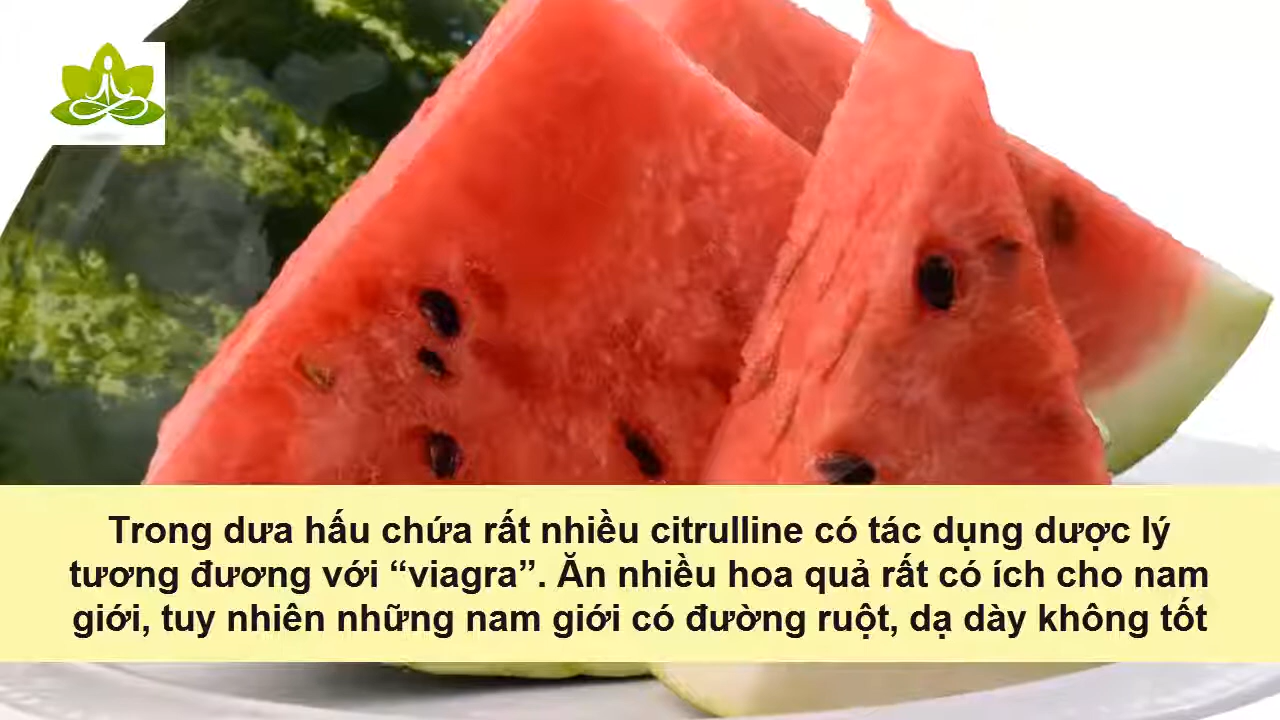 Trong dưa hấu chứa rất nhiều citrulline có tác dụng dược lý
tương đương với “viagra”. Ăn nhiều hoa quả rất có ích cho nam
giới, tuy nhiên những nam giới có đường ruột, dạ dày không tốt